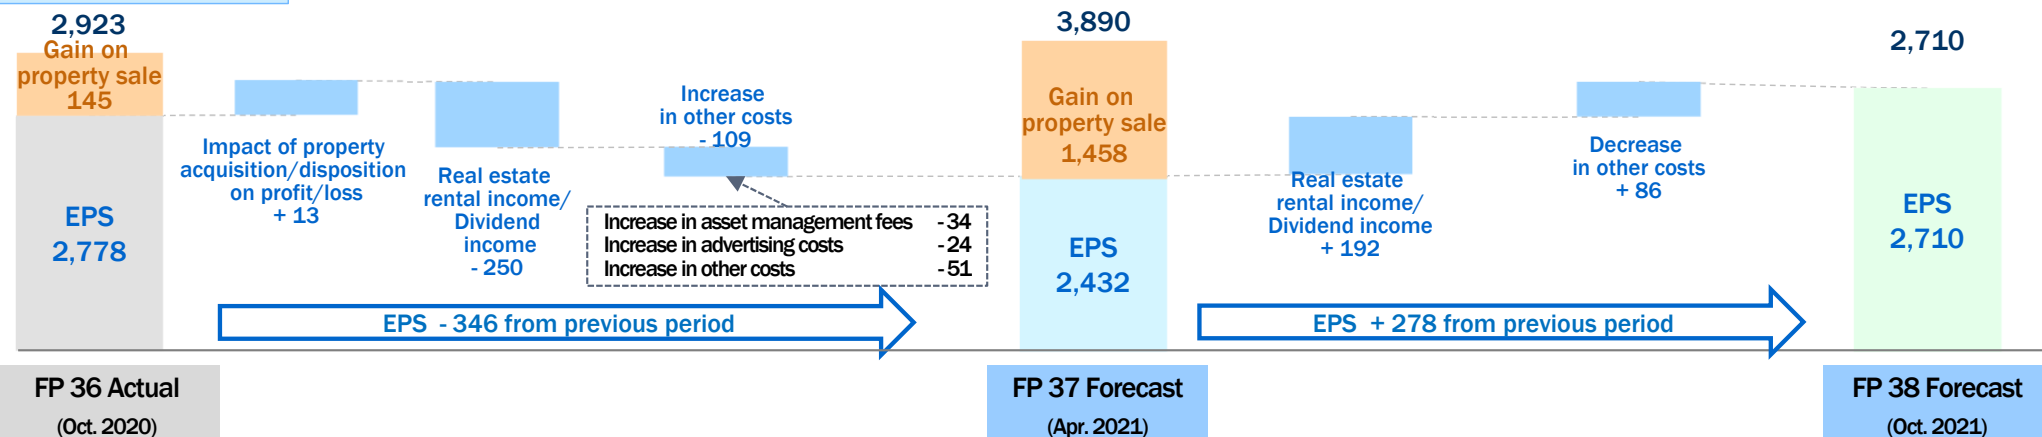 2,923
Gain on
property sale
145
EPS
2,778
Impact of property
acquisition/disposition
on profit/loss
+ 13
Real estate
rental income/
Dividend
income
- 250
Increase
in other costs
- 109
Increase in asset management fees -34
Increase in advertising costs -24
Increase in other costs -51
EPS - 346 from previous period
3,890
Gain on
property sale
1,458
EPS
2,432
Real estate
rental income/
Dividend income
+ 192
Decrease
in other costs
+ 86
EPS + 278 from previous period
2,710
EPS
2,710
FP 36 Actual
(Oct. 2020)
FP 37 Forecast
(Apr. 2021)
FP 38 Forecast
(Oct. 2021)